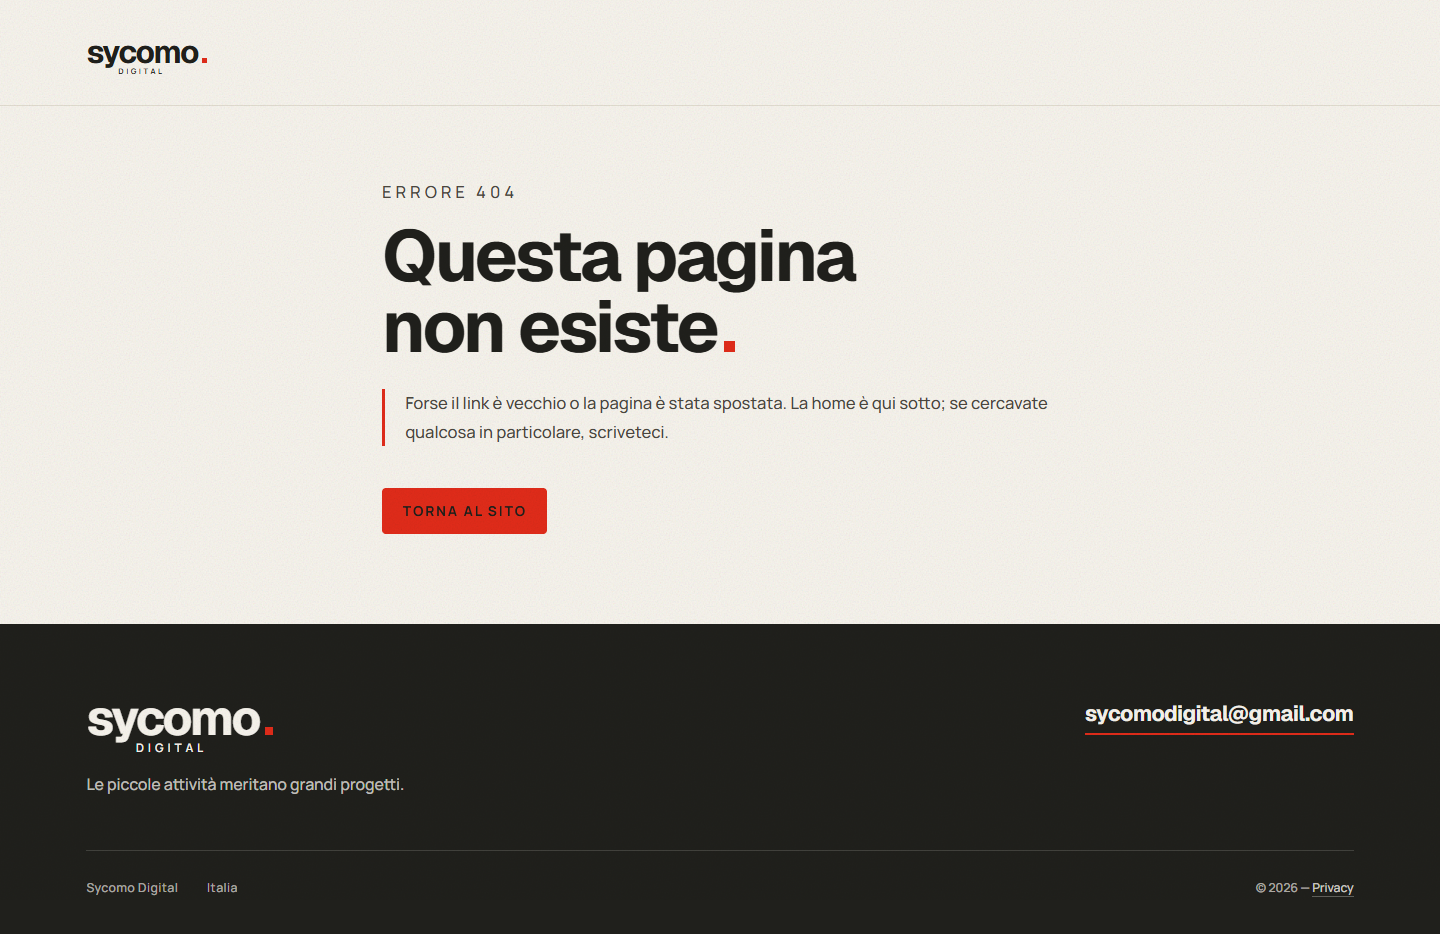 sycomo.
DIGITAL
ERRORE 404
Questa pagina
non esiste.
Forse il link è vecchio o la pagina è stata spostata. La home è qui sotto; se cercavate
qualcosa in particolare, scriveteci.
TORNA AL SITO
sycomo.
DIGITAL
sycomodigital@gmail.com
Le piccole attività meritano grandi progetti.
Sycomo Digital Italia
© 2026 — Privacy